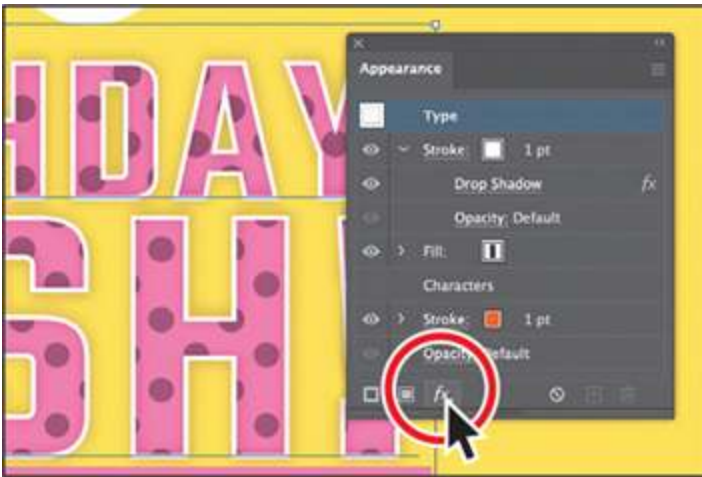 HDAY
SH
Appearance
Type
Stroke: 1 pt
Drop Shadow fx
Opacity: Default
Fill:
Characters
Stroke: 1 pt
Opacity: Default
fx